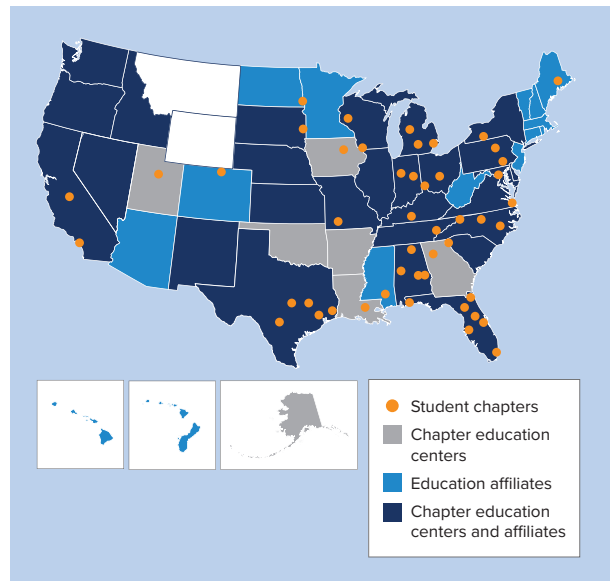 Student chapters
Chapter education
centers
Education affiliates
Chapter education
centers and affiliates